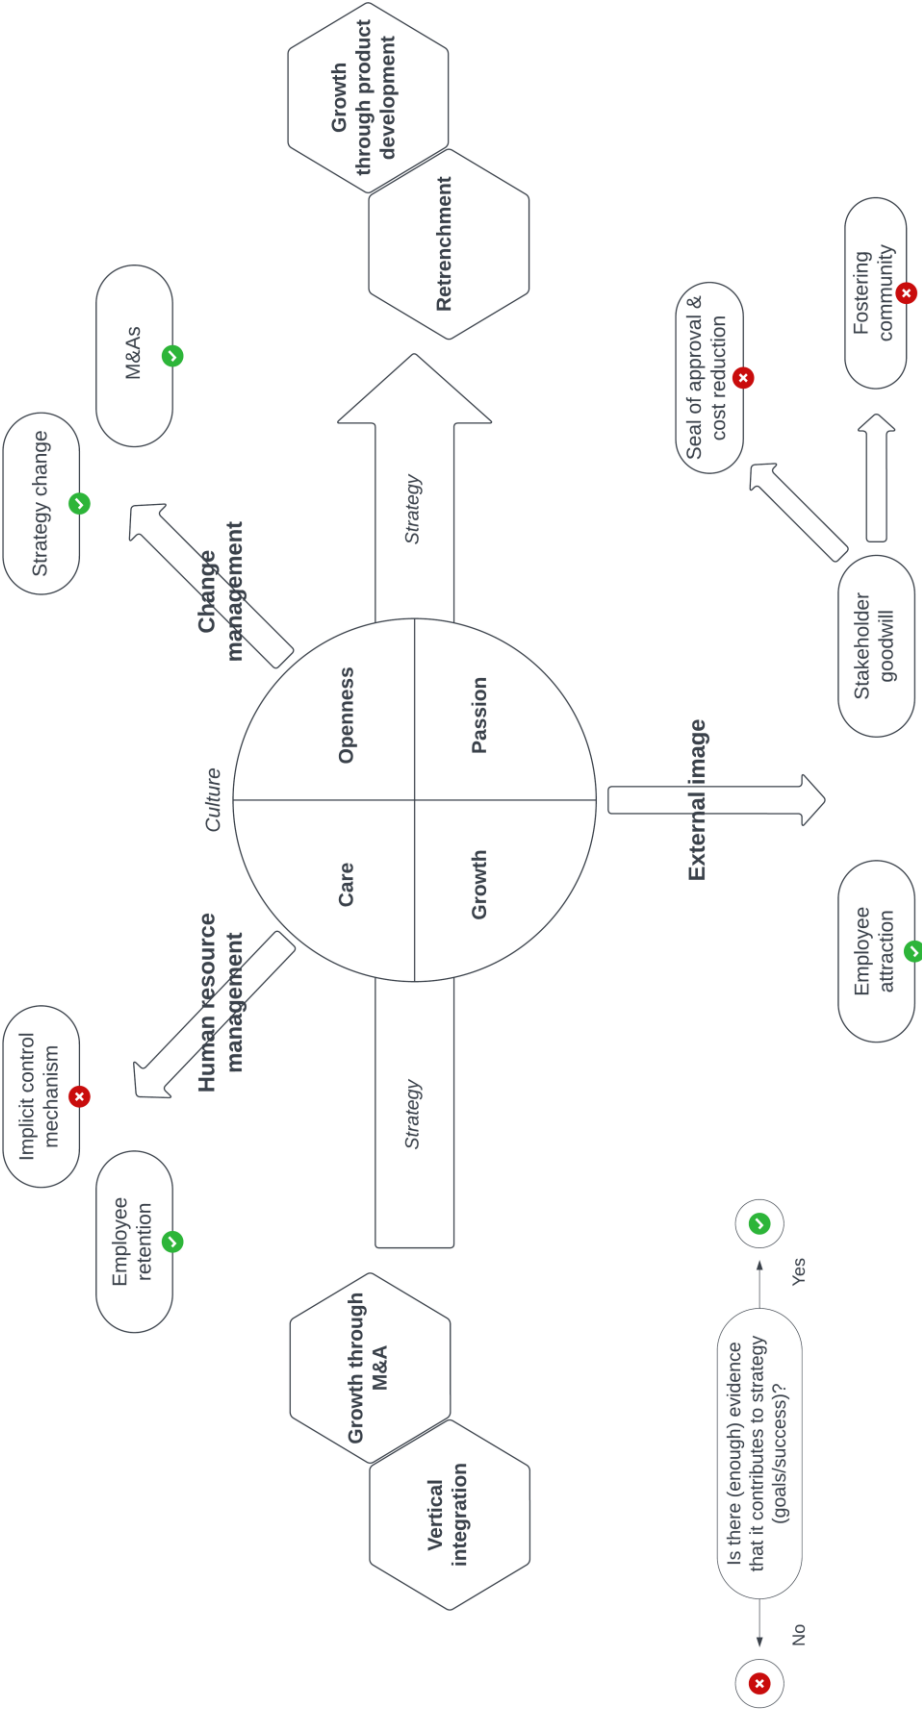 Implicit control
mechanism
Employee
retention
Strategy change
M&As
Human resource
management
Change
management
Culture
Vertical
integration
Growth through
M&A
Strategy
Care
Openness
Growth
Passion
Strategy
Retrenchment
Growth
through product
development
External image
Employee
attraction
Stakeholder
goodwill
Seal of approval &
cost reduction
Fostering
community
Is there (enough) evidence
that it contributes to strategy
(goals/success)?
No
Yes